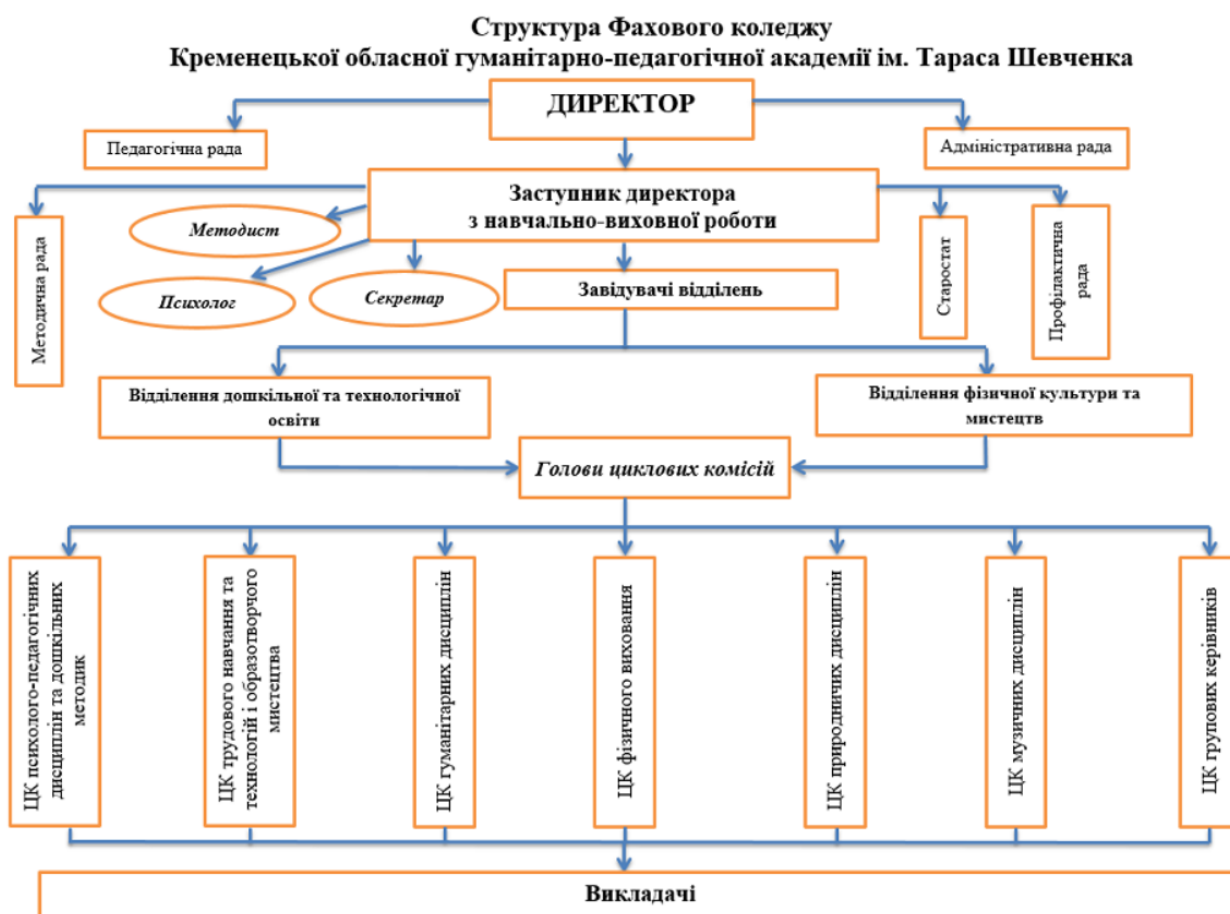 Структура Фахового коледжу
Кременецької обласної гуманітарно-педагогічної академії ім. Тараса Шевченка
ДИРЕКТОР
Педагогічна рада
Адміністративна рада
Заступник директора
з навчально-виховної роботи
Методична рада
Методист
Психолог
Секретар
Завідувачі відділень
Старостат
Профілактична
рада
Відділення дошкільної та технологічної
освіти
Відділення фізичної культури та
мистецтв
Голови циклових комісій
ЦК психолого-педагогічних
дисциплін та дошкільних
методик
ЦК трудового навчання та
технологій і образотворчого
мистецтва
ЦК гуманітарних дисциплін
ЦК фізичного виховання
ЦК природничих дисциплін
ЦК музичних дисциплін
ЦК групових керівників
Викладачі